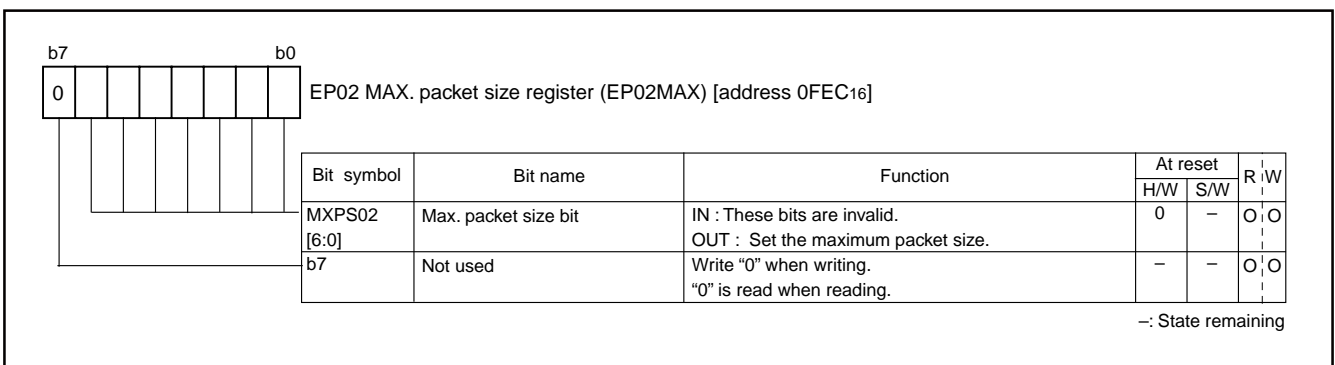 b7 b0
0 EP02 MAX. packet size register (EP02MAX) [address 0FEC16]
Bit symbol Bit name Function At reset R W
H/W S/W
MXPS02 Max. packet size bit IN : These bits are invalid. 0 – O O
[6:0] OUT : Set the maximum packet size.
b7 Not used Write “0” when writing. – – O O
“0” is read when reading.
–: State remaining